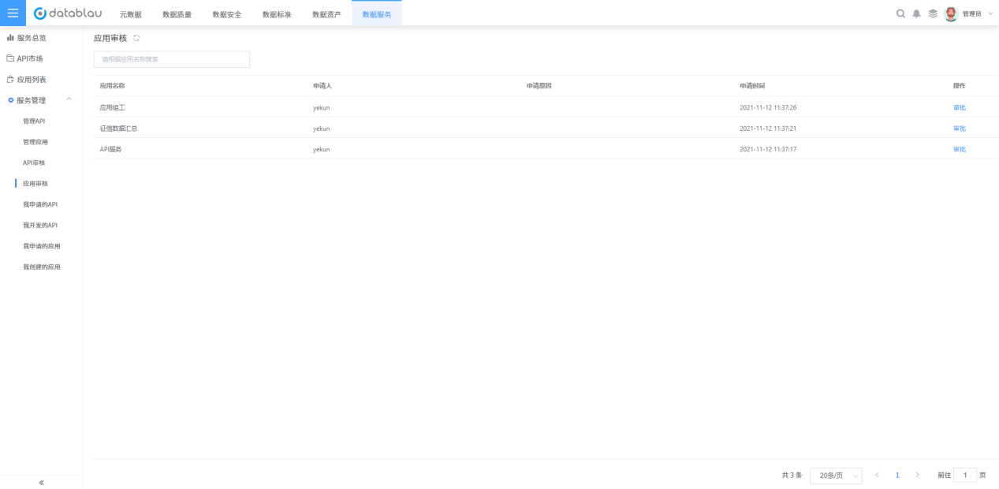 datablau 元数据 数据质量 数据安全 数据标准 数据资产 数据服务 管理员
服务总览
API市场
应用列表
服务管理
管理API
管理应用
API审核
应用审核
我申请的API
我开发的API
我申请的应用
我创建的应用
应用审核
请根据应用名称搜索
应用名称 申请人 申请原因 申请时间 操作
应用组工 yekun 2021-11-12 11:37:26 审批
征信数据汇总 yekun 2021-11-12 11:37:21 审批
API服务 yekun 2021-11-12 11:37:17 审批
共 3 条 20条/页 1 前往 1 页